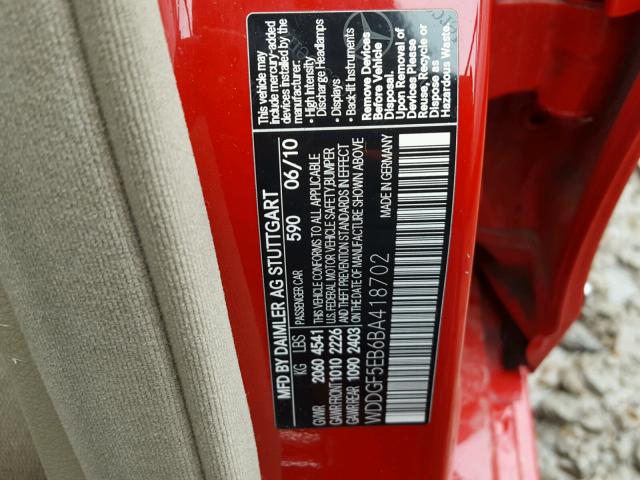 MFD BY DAIMLER AG STUTTGART
KG LBS PASSENGER CAR 590 06/10
GVWR 2060 4541 THIS VEHICLE CONFORMS TO ALL APPLICABLE
GAWR FRONT 1010 2226 U.S. FEDERAL MOTOR VEHICLE SAFETY, BUMPER
GAWR REAR 1090 2403 AND THEFT PREVENTION STANDARDS IN EFFECT
ON THE DATE OF MANUFACTURE SHOWN ABOVE
MADE IN GERMANY
WDDGF5EB6BA418702
This vehicle may
include mercury-added
devices installed by the
manufacturer:
• High Intensity
Discharge Headlamps
• Displays
• Back-lit Instruments
Remove Devices
Before Vehicle
Disposal.
Upon Removal of
Devices Please
Reuse, Recycle or
Dispose as
Hazardous Waste.